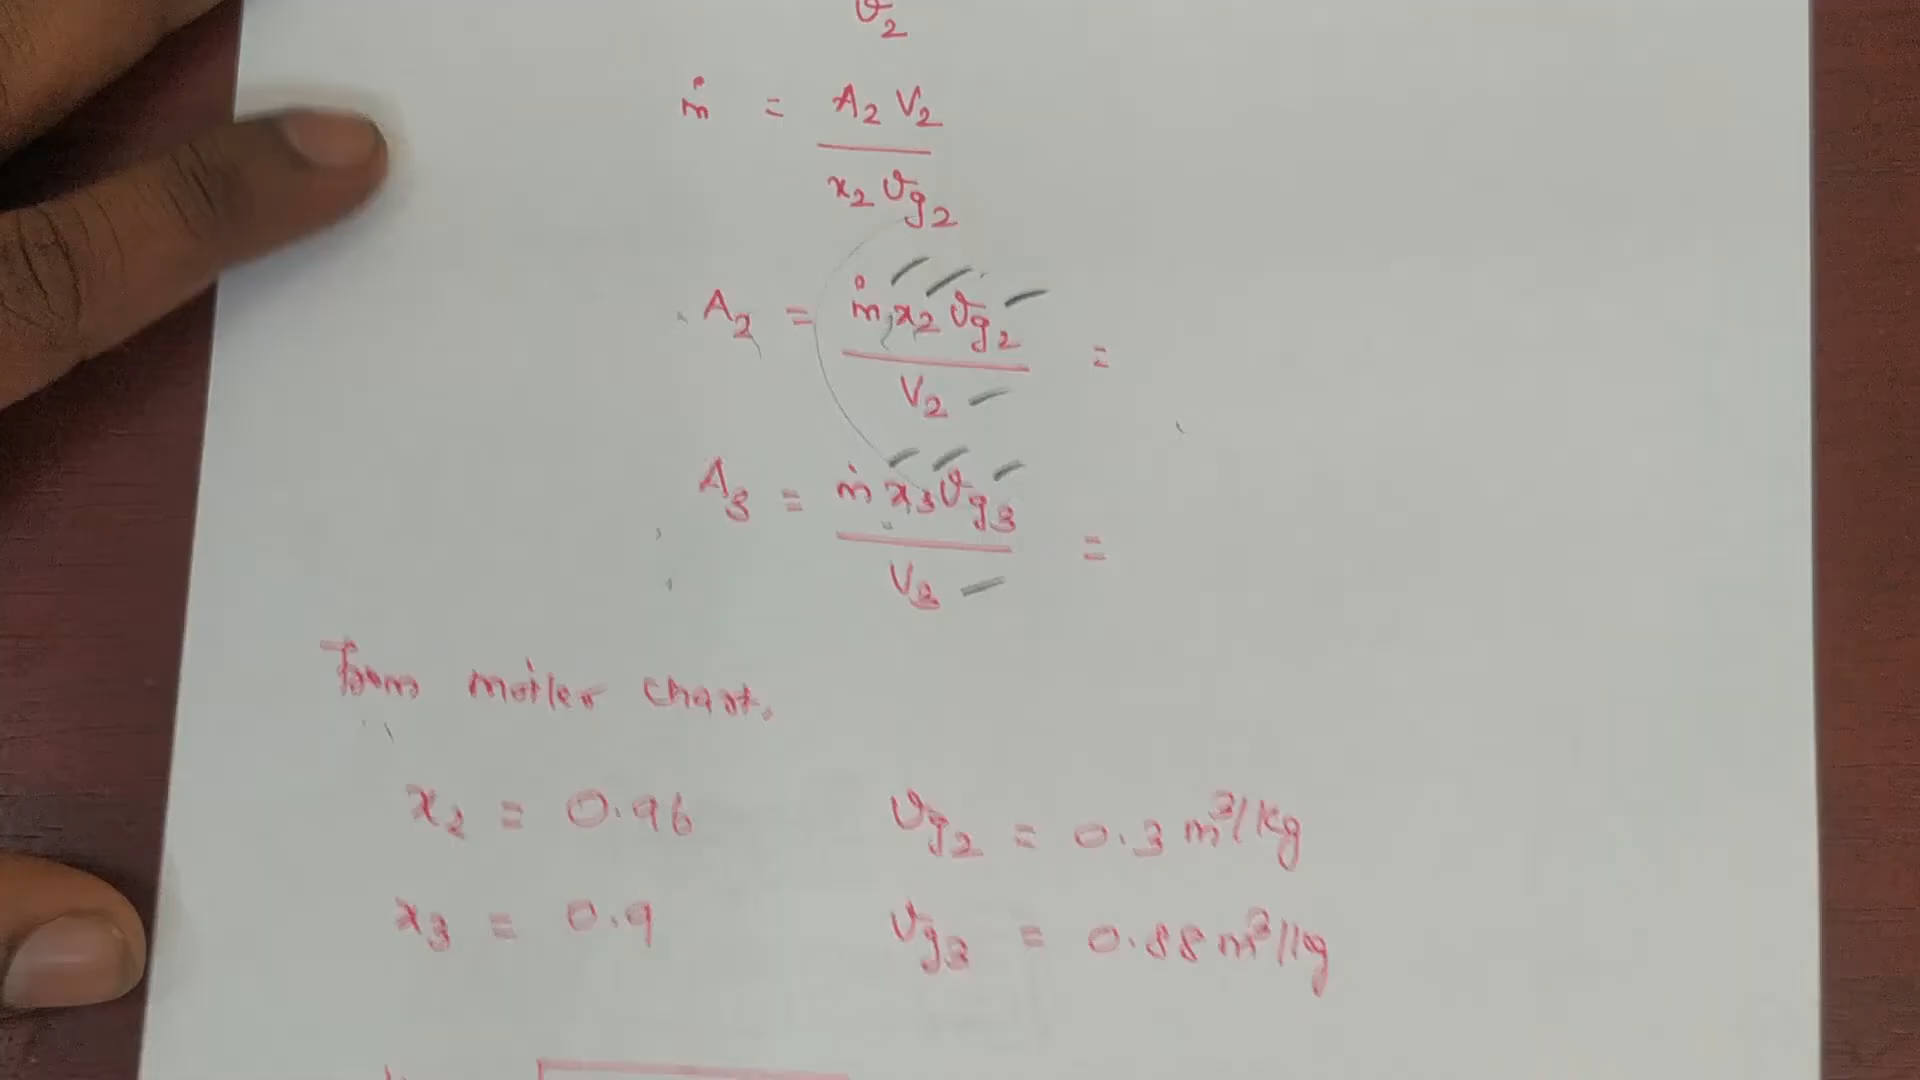 ϑ₂
ṁ = A₂ V₂
x₂ ϑg₂
A₂ = ṁ x₂ ϑg₂ =
V₂
A₃ = ṁ x₃ ϑg₃ =
V₃
From moiler chart,
x₂ = 0.96 ϑg₂ = 0.3 m³/kg
x₃ = 0.9 ϑg₃ = 0.88 m³/kg